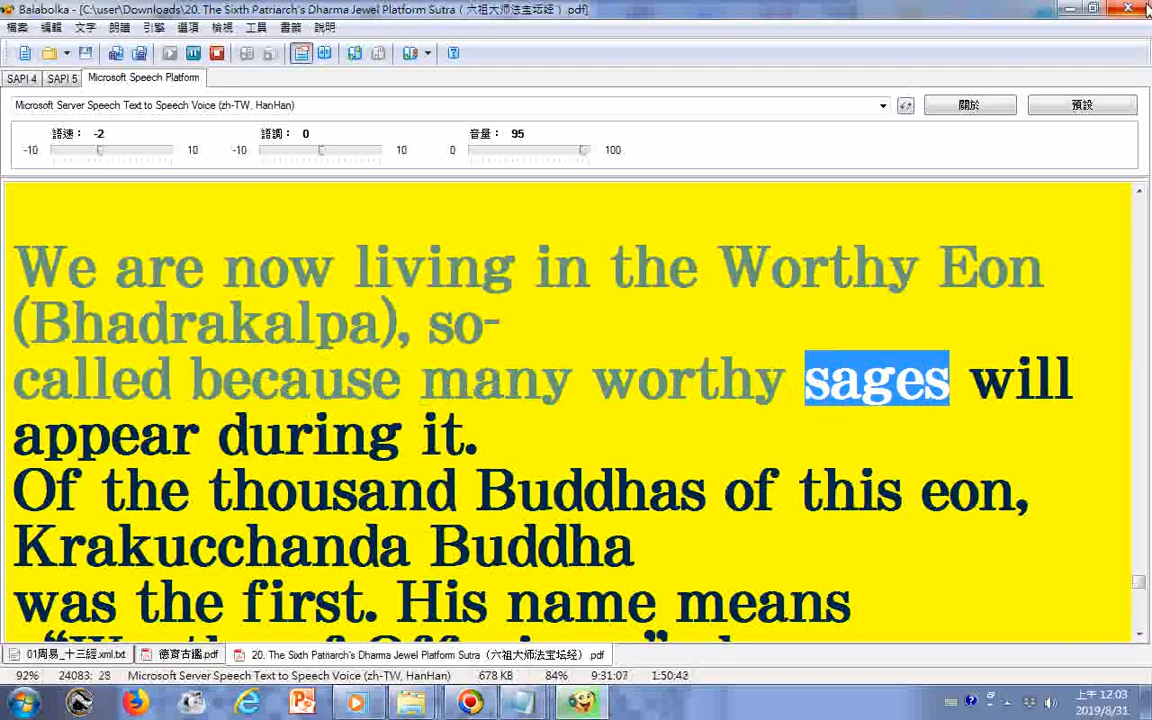 Balabolka - [C:\user\Downloads\20. The Sixth Patriarch's Dharma Jewel Platform Sutra（六祖大师法宝坛经）.pdf]
檔案 編輯 文字 朗讀 引擎 選項 檢視 工具 書籤 說明
SAPI 4 SAPI 5 Microsoft Speech Platform
Microsoft Server Speech Text to Speech Voice (zh-TW, HanHan) 關於 預設
語速： -2 語調： 0 音量： 95
-10 10 -10 10 0 100
We are now living in the Worthy Eon
(Bhadrakalpa), so-
called because many worthy sages will
appear during it.
Of the thousand Buddhas of this eon,
Krakucchanda Buddha
was the first. His name means
01周易_十三經.xml.txt 德育古鑑.pdf 20. The Sixth Patriarch's Dharma Jewel Platform Sutra（六祖大师法宝坛经）.pdf
92% 24083: 28 Microsoft Server Speech Text to Speech Voice (zh-TW, HanHan) 678 KB 84% 9:31:07 1:50:42
上午 12:03
2019/8/31